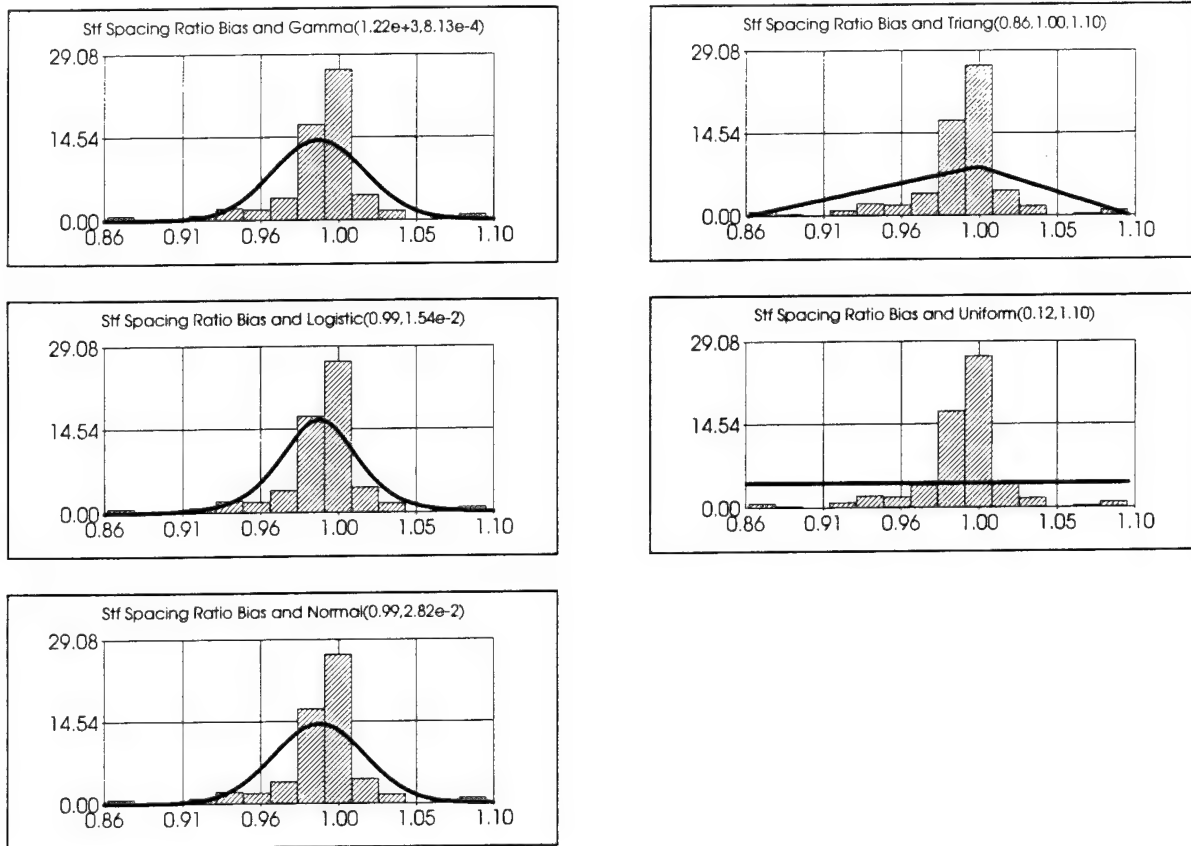 Stf Spacing Ratio Bias and Gamma(1.22e+3,8.13e-4)
29.08
14.54
0.00
0.86 0.91 0.96 1.00 1.05 1.10
Stf Spacing Ratio Bias and Triang(0.86,1.00,1.10)
29.08
14.54
0.00
0.86 0.91 0.96 1.00 1.05 1.10
Stf Spacing Ratio Bias and Logistic(0.99,1.54e-2)
29.08
14.54
0.00
0.86 0.91 0.96 1.00 1.05 1.10
Stf Spacing Ratio Bias and Uniform(0.12,1.10)
29.08
14.54
0.00
0.86 0.91 0.96 1.00 1.05 1.10
Stf Spacing Ratio Bias and Normal(0.99,2.82e-2)
29.08
14.54
0.00
0.86 0.91 0.96 1.00 1.05 1.10